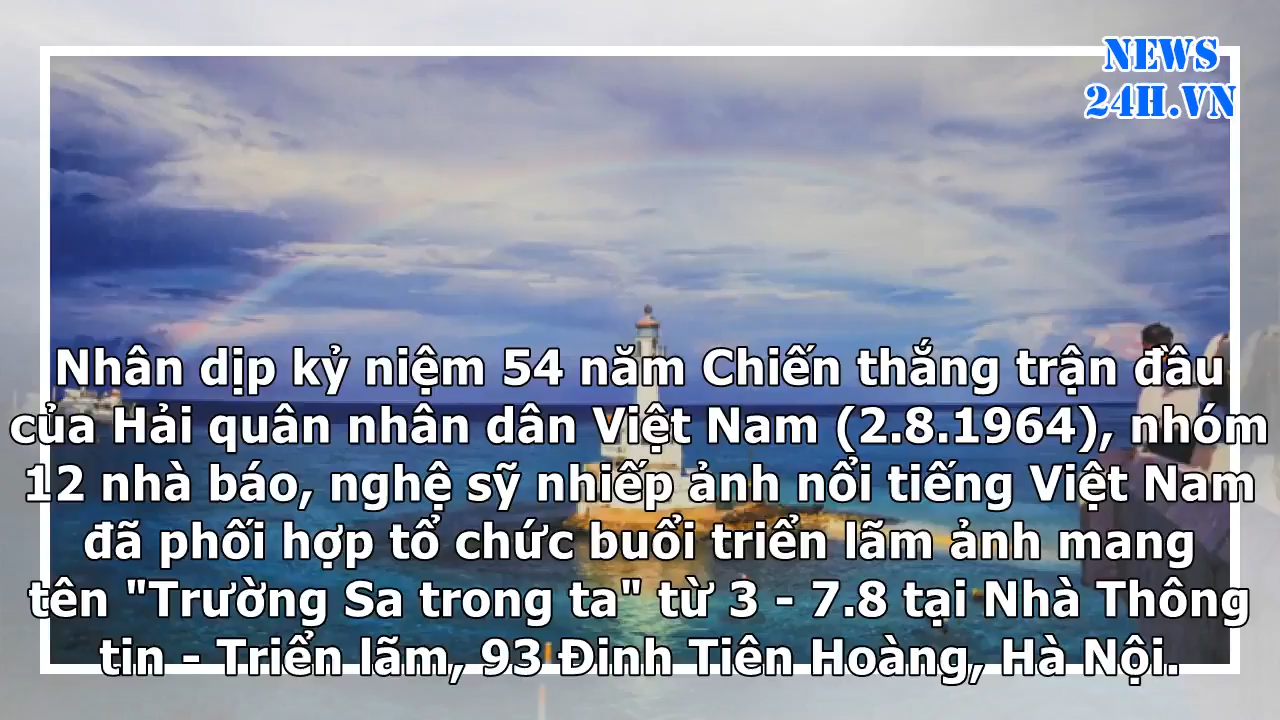 NEWS
24H.VN
Nhân dịp kỷ niệm 54 năm Chiến thắng trận đầu
của Hải quân nhân dân Việt Nam (2.8.1964), nhóm
12 nhà báo, nghệ sỹ nhiếp ảnh nổi tiếng Việt Nam
đã phối hợp tổ chức buổi triển lãm ảnh mang
tên "Trường Sa trong ta" từ 3 - 7.8 tại Nhà Thông
tin - Triển lãm, 93 Đinh Tiên Hoàng, Hà Nội.